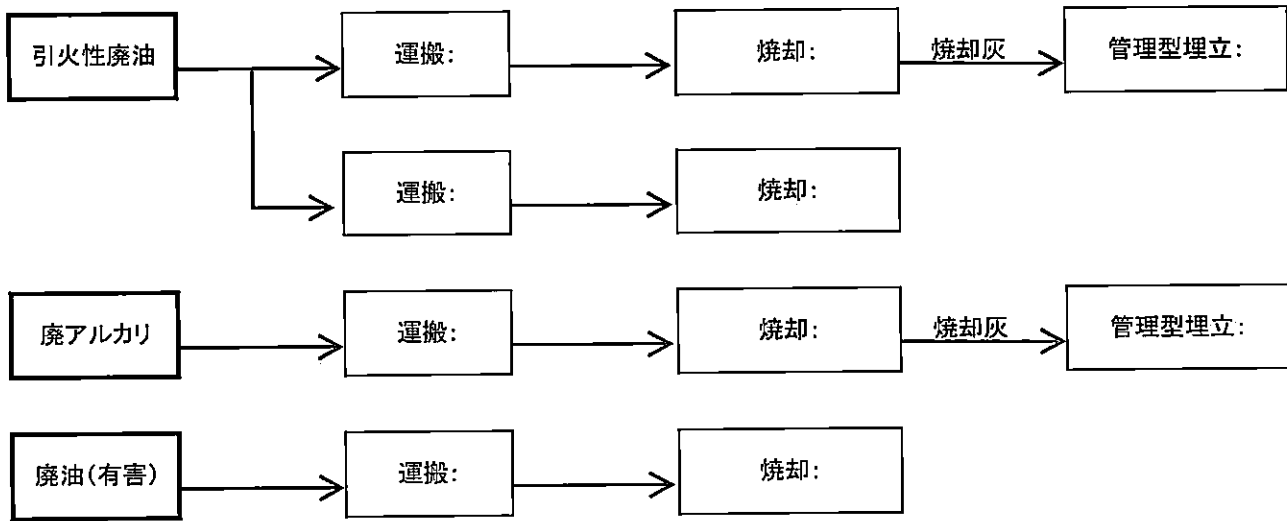 引火性廃油
運搬:
焼却:
焼却灰
管理型埋立:
運搬:
焼却:
廃アルカリ
運搬:
焼却:
焼却灰
管理型埋立:
廃油(有害)
運搬:
焼却: